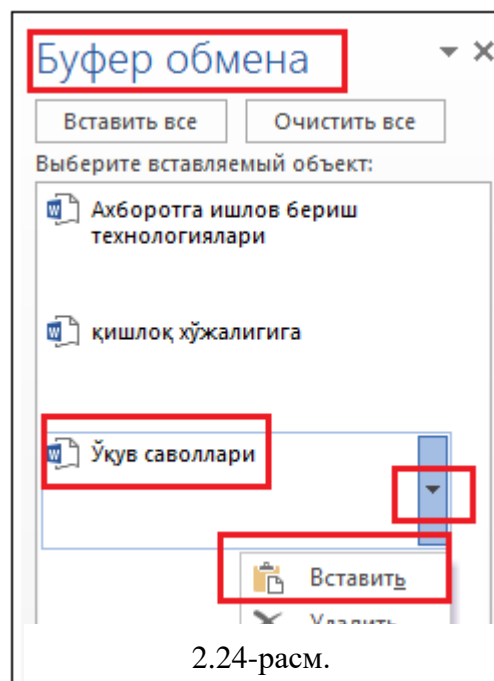 Буфер обмена
Вставить все Очистить все
Выберите вставляемый объект:
Ахборотга ишлов бериш
технологиялари
қишлоқ хўжалигига
Ўқув саволлари
Вставить
Удалить
2.24-расм.